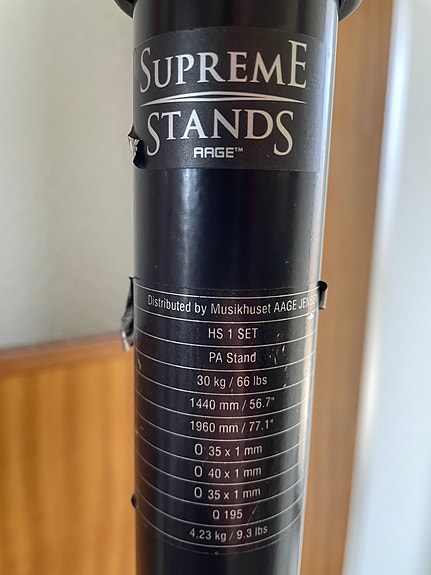 SUPREME
STANDS
AAGE™
Distributed by Musikhuset AAGE
HS 1 SET
PA Stand
30 kg / 66 lbs
1440 mm / 56.7"
1960 mm / 77.1"
O 35 x 1 mm
O 40 x 1 mm
O 35 x 1 mm
Q 195
4,23 kg / 9.3 lbs